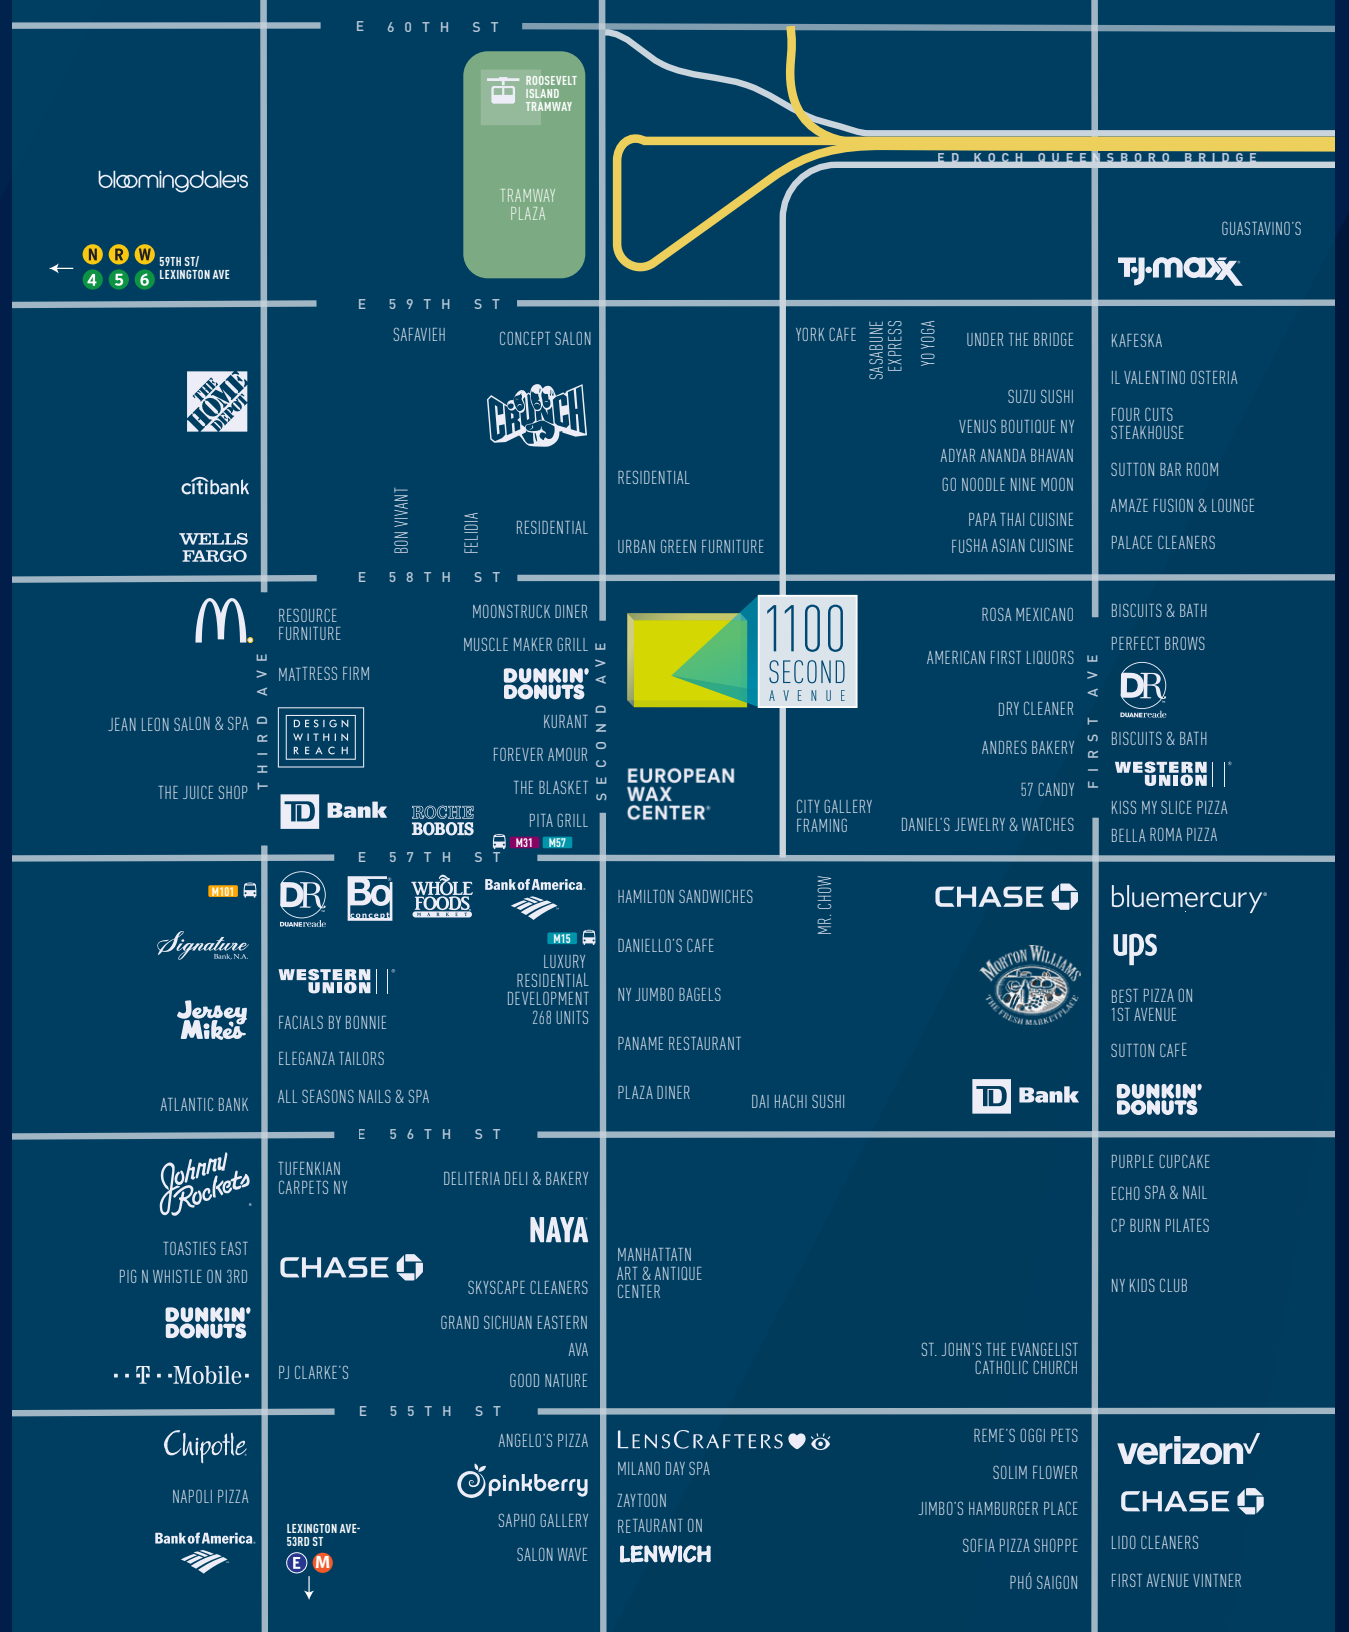 E 60TH ST
ROOSEVELT
ISLAND
TRAMWAY
TRAMWAY
PLAZA
ED KOCH QUEENSBORO BRIDGE
bloomingdale's
N R W
4 5 6
59TH ST/
LEXINGTON AVE
GUASTAVINO'S
T.J.maxx
E 59TH ST
SAFAVIEH
CONCEPT SALON
THE
HOME
DEPOT
CRUNCH
citibank
WELLS
FARGO
BON VIVANT
FELIDIA
RESIDENTIAL
RESIDENTIAL
URBAN GREEN FURNITURE
YORK CAFE
SASABUNE
EXPRESS
YO YOGA
UNDER THE BRIDGE
SUZU SUSHI
VENUS BOUTIQUE NY
ADYAR ANANDA BHAVAN
GO NOODLE NINE MOON
PAPA THAI CUISINE
FUSHA ASIAN CUISINE
KAFESKA
IL VALENTINO OSTERIA
FOUR CUTS
STEAKHOUSE
SUTTON BAR ROOM
AMAZE FUSION & LOUNGE
PALACE CLEANERS
E 58TH ST
M
JEAN LEON SALON & SPA
THE JUICE SHOP
THIRD AVE
RESOURCE
FURNITURE
MATTRESS FIRM
DESIGN
WITHIN
REACH
TD Bank
ROCHE
BOBOIS
MOONSTRUCK DINER
MUSCLE MAKER GRILL
DUNKIN'
DONUTS
KURANT
FOREVER AMOUR
THE BLASKET
PITA GRILL
M31 M57
SECOND AVE
1100
SECOND
AVENUE
EUROPEAN
WAX
CENTER
CITY GALLERY
FRAMING
ROSA MEXICANO
AMERICAN FIRST LIQUORS
DRY CLEANER
ANDRES BAKERY
57 CANDY
DANIEL'S JEWELRY & WATCHES
FIRST AVE
BISCUITS & BATH
PERFECT BROWS
DR
DUANEreade
BISCUITS & BATH
WESTERN
UNION
KISS MY SLICE PIZZA
BELLA ROMA PIZZA
E 57TH ST
M101
Signature
Bank, N.A.
Jersey
Mike's
ATLANTIC BANK
DR
DUANEreade
Bo
concept
WHOLE
FOODS
MARKET
Bank of America
M15
LUXURY
RESIDENTIAL
DEVELOPMENT
268 UNITS
WESTERN
UNION
FACIALS BY BONNIE
ELEGANZA TAILORS
ALL SEASONS NAILS & SPA
HAMILTON SANDWICHES
DANIELLO'S CAFE
NY JUMBO BAGELS
PANAME RESTAURANT
PLAZA DINER
DAI HACHI SUSHI
MR. CHOW
CHASE
MORTON WILLIAMS
THE FRESH MARKETPLACE
TD Bank
bluemercury
ups
BEST PIZZA ON
1ST AVENUE
SUTTON CAFE
DUNKIN'
DONUTS
E 56TH ST
Johnny
Rockets
TOASTIES EAST
PIG N WHISTLE ON 3RD
DUNKIN'
DONUTS
T Mobile
TUFENKIAN
CARPETS NY
CHASE
PJ CLARKE'S
DELITERIA DELI & BAKERY
NAYA
SKYSCAPE CLEANERS
GRAND SICHUAN EASTERN
AVA
GOOD NATURE
MANHATTATN
ART & ANTIQUE
CENTER
ST. JOHN'S THE EVANGELIST
CATHOLIC CHURCH
PURPLE CUPCAKE
ECHO SPA & NAIL
CP BURN PILATES
NY KIDS CLUB
E 55TH ST
Chipotle
NAPOLI PIZZA
Bank of America
LEXINGTON AVE-
53RD ST
E M
ANGELO'S PIZZA
pinkberry
SAPHO GALLERY
SALON WAVE
LENSCRAFTERS
MILANO DAY SPA
ZAYTOON
RETAURANT ON
LENWICH
REME'S OGGI PETS
SOLIM FLOWER
JIMBO'S HAMBURGER PLACE
SOFIA PIZZA SHOPPE
PHÓ SAIGON
verizon
CHASE
LIDO CLEANERS
FIRST AVENUE VINTNER